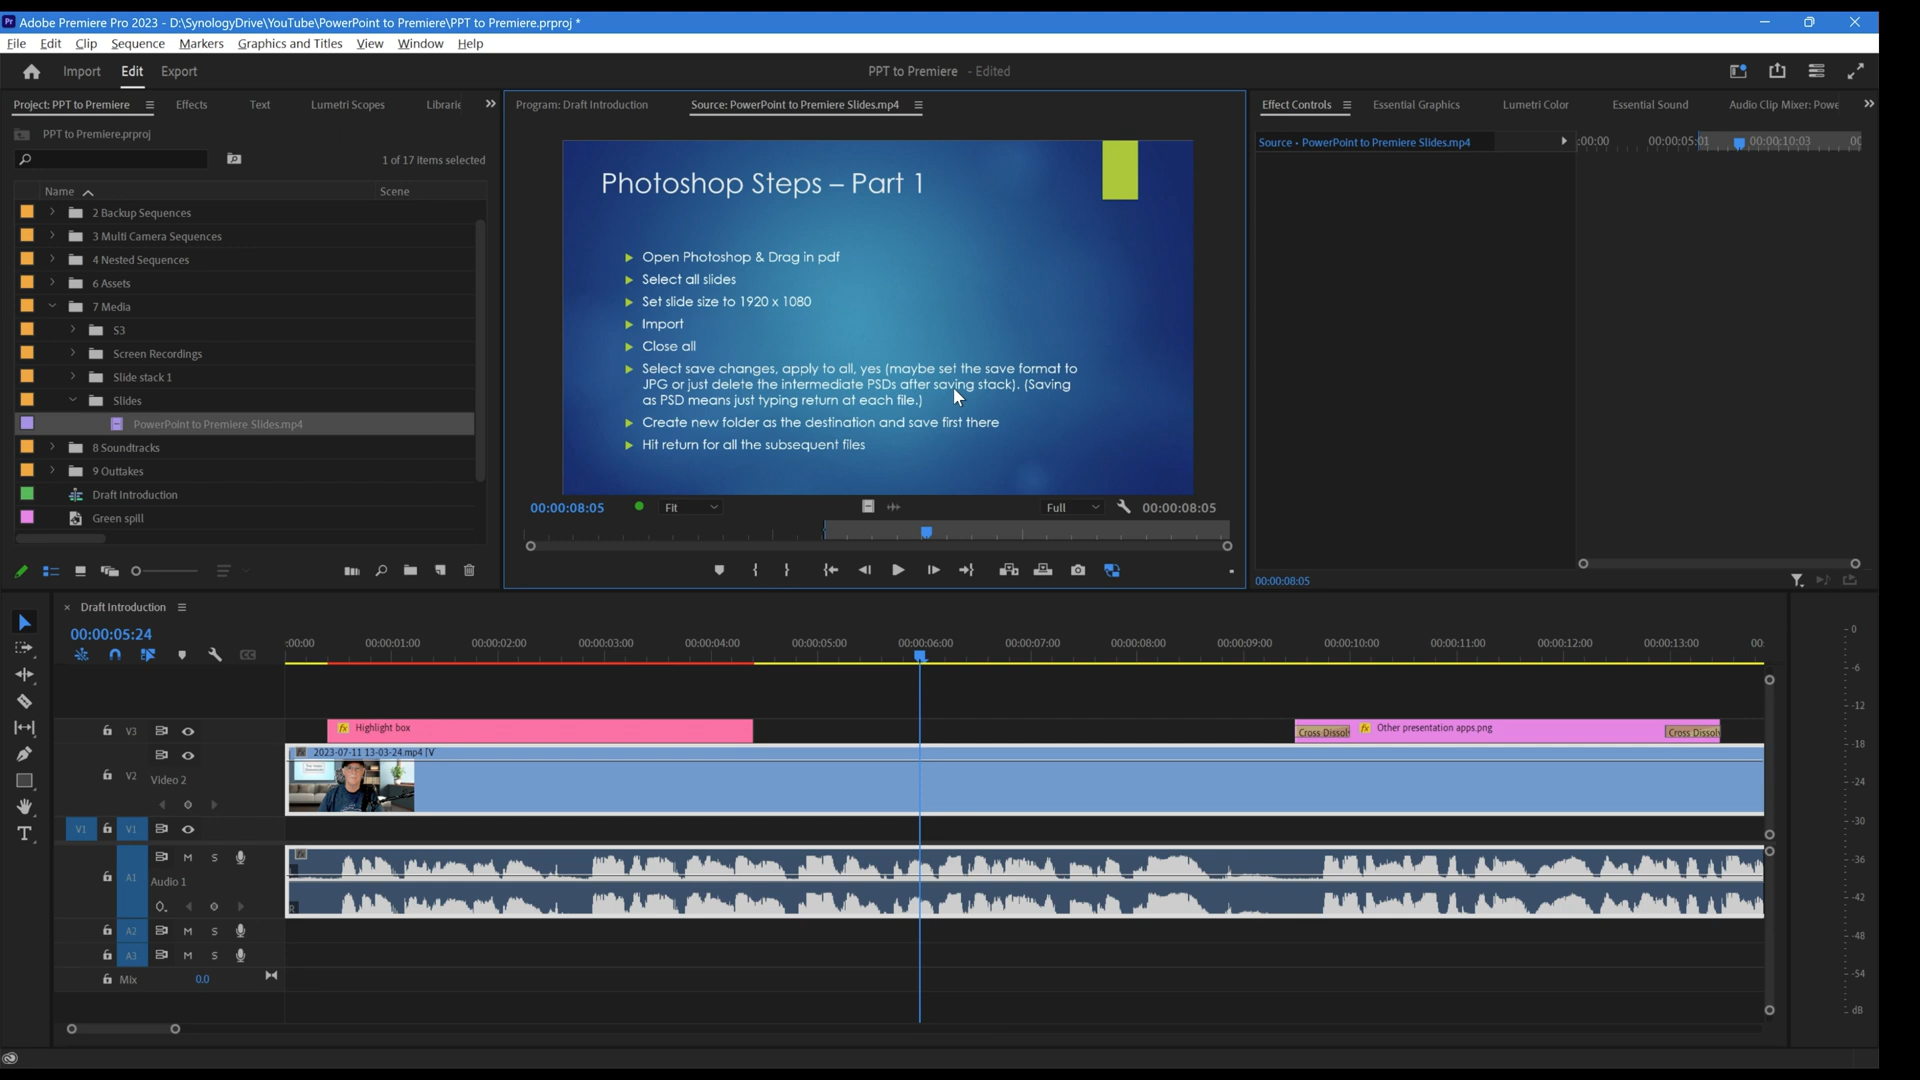 Pr Adobe Premiere Pro 2023 - D:\SynologyDrive\YouTube\PowerPoint to Premiere\PPT to Premiere.prproj *
File Edit Clip Sequence Markers Graphics and Titles View Window Help
Import Edit Export PPT to Premiere - Edited
Project: PPT to Premiere Effects Text Lumetri Scopes Librarie
PPT to Premiere.prproj
1 of 17 items selected
Name Scene
2 Backup Sequences
3 Multi Camera Sequences
4 Nested Sequences
6 Assets
7 Media
S3
Screen Recordings
Slide stack 1
Slides
PowerPoint to Premiere Slides.mp4
8 Soundtracks
9 Outtakes
Draft Introduction
Green spill
Program: Draft Introduction Source: PowerPoint to Premiere Slides.mp4
Photoshop Steps – Part 1
Open Photoshop & Drag in pdf
Select all slides
Set slide size to 1920 x 1080
Import
Close all
Select save changes, apply to all, yes (maybe set the save format to
JPG or just delete the intermediate PSDs after saving stack). (Saving
as PSD means just typing return at each file.)
Create new folder as the destination and save first there
Hit return for all the subsequent files
00:00:08:05 Fit Full 00:00:08:05
Effect Controls Essential Graphics Lumetri Color Essential Sound Audio Clip Mixer: Powe
Source • PowerPoint to Premiere Slides.mp4 :00:00 00:00:05:01 00:00:10:03 00
00:00:08:05
Draft Introduction
00:00:05:24
:00:00 00:00:01:00 00:00:02:00 00:00:03:00 00:00:04:00 00:00:05:00 00:00:06:00 00:00:07:00 00:00:08:00 00:00:09:00 00:00:10:00 00:00:11:00 00:00:12:00 00:00:13:00 00:
CC
V3 fx Highlight box Cross Dissol fx Other presentation apps.png Cross Dissol
fx 2023-07-11 13-03-24.mp4 [V
V2 Video 2
V1 V1
M S fx
A1 Audio 1
R
A2 M S
A3 M S
Mix 0.0
0
-6
-12
-18
-24
-30
-36
-42
-48
-54
dB